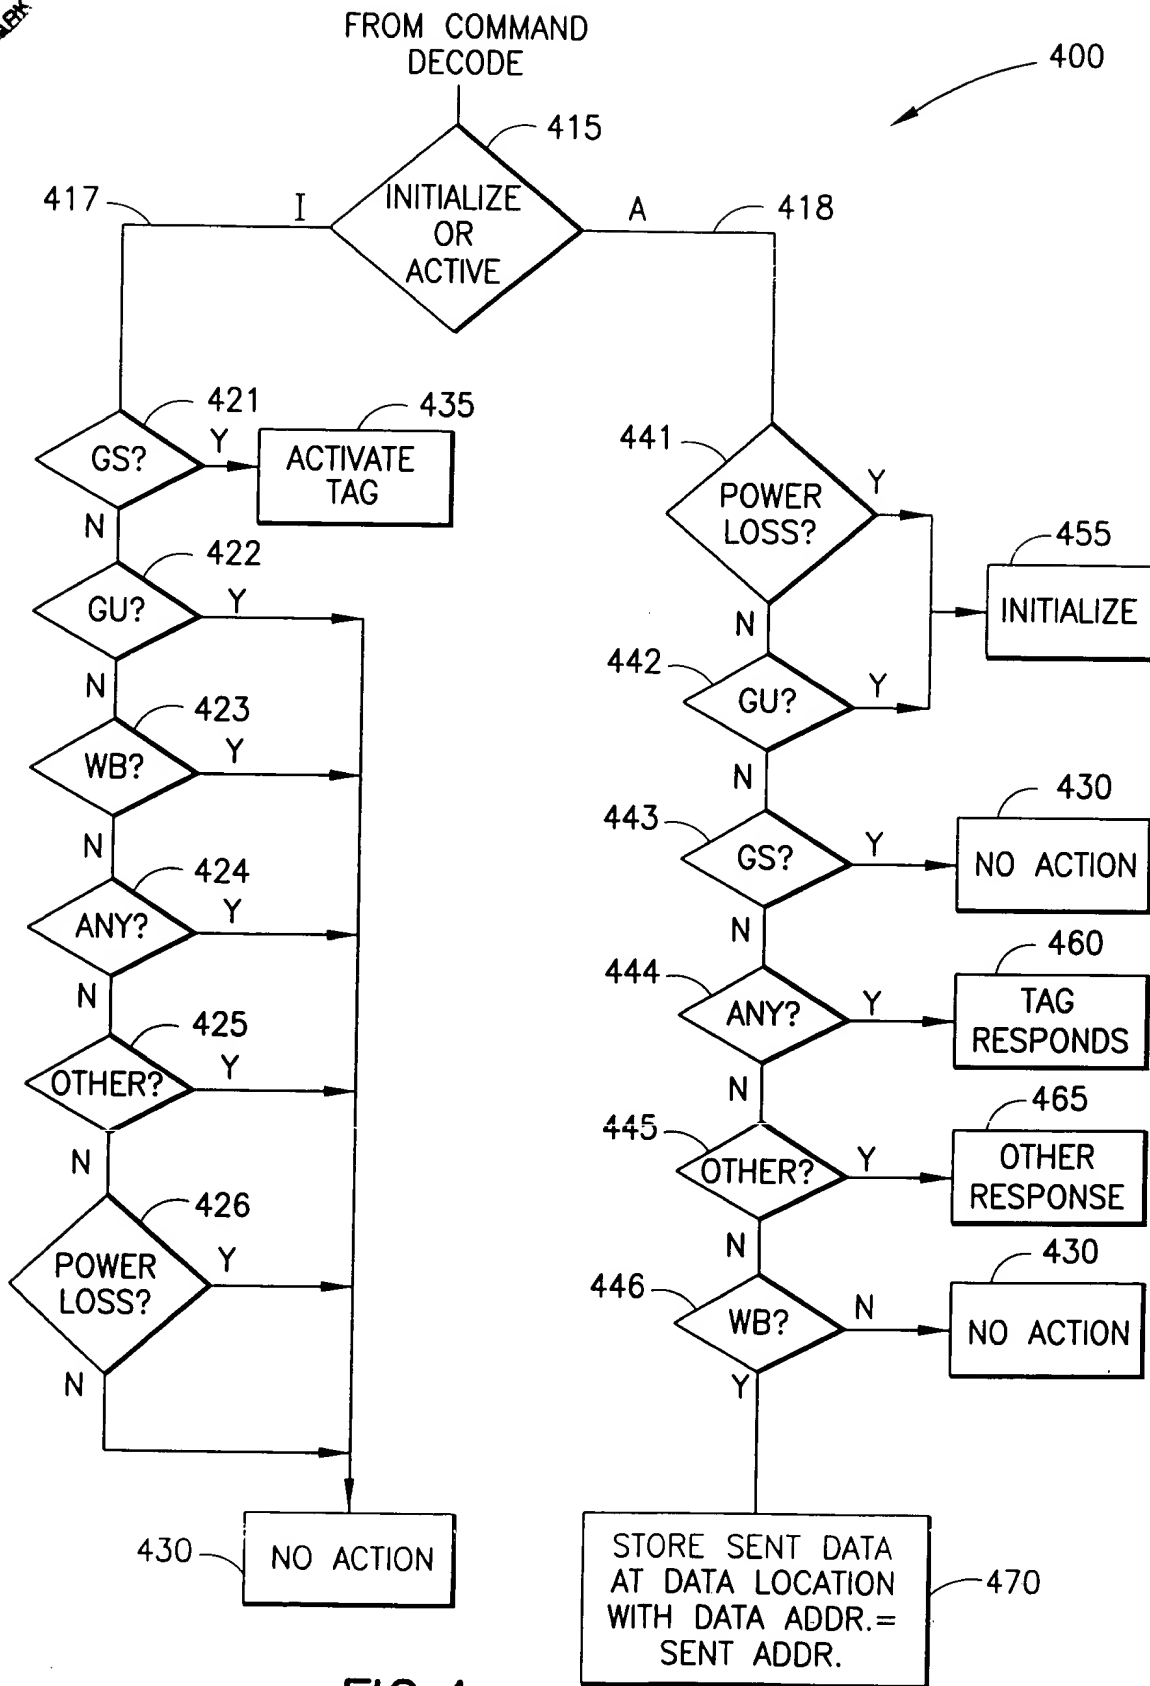 FROM COMMAND
DECODE
400
415
INITIALIZE
OR
ACTIVE
417
I
A
418
421
GS?
Y
N
435
ACTIVATE
TAG
422
GU?
Y
N
423
WB?
Y
N
424
ANY?
Y
N
425
OTHER?
Y
N
426
POWER
LOSS?
Y
N
430
NO ACTION
441
POWER
LOSS?
Y
N
455
INITIALIZE
442
GU?
Y
N
443
GS?
Y
N
430
NO ACTION
444
ANY?
Y
N
460
TAG
RESPONDS
445
OTHER?
Y
N
465
OTHER
RESPONSE
446
WB?
N
Y
430
NO ACTION
STORE SENT DATA
AT DATA LOCATION
WITH DATA ADDR.=
SENT ADDR.
470